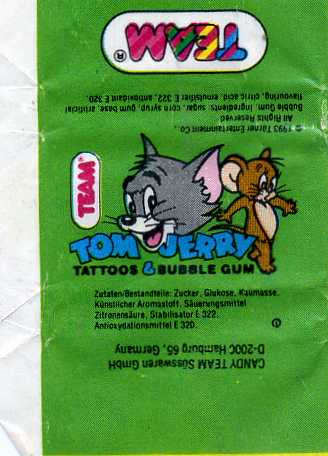 TEAM®
© 1993 Turner Entertainment Co.
All Rights Reserved
Bubble Gum. Ingredients: sugar, corn syrup, gum base, artificial
flavouring, citric acid, emulsifier E 322, antioxidant E 320.
TEAM®
TOM JERRY
TATTOOS & BUBBLE GUM
Zutaten/Bestandteile: Zucker, Glukose, Kaumasse.
Künstlicher Aromastoff, Säuerungsmittel
Zitronensäure, Stabilisator E 322.
Antioxydationsmittel E 320.
CANDY TEAM Süsswaren GmbH
D-2000 Hamburg 65, Germany